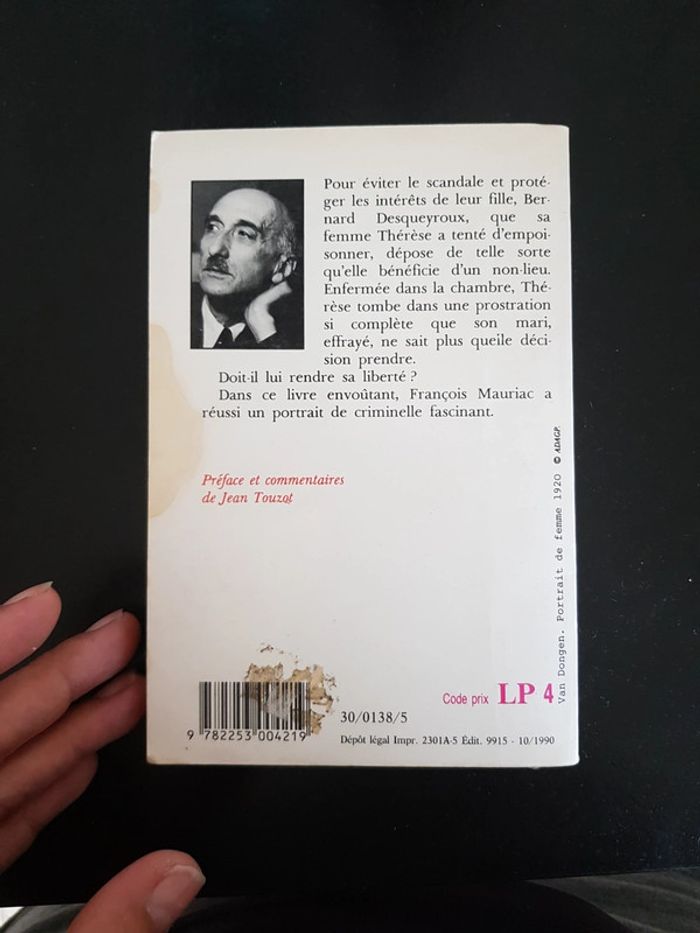 Pour éviter le scandale et proté-
ger les intérêts de leur fille, Ber-
nard Desqueyroux, que sa
femme Thérèse a tenté d'empoi-
sonner, dépose de telle sorte
qu'elle bénéficie d'un non-lieu.
Enfermée dans la chambre, Thé-
rèse tombe dans une prostration
si complète que son mari,
effrayé, ne sait plus quelle déci-
sion prendre.
Doit-il lui rendre sa liberté ?
Dans ce livre envoûtant, François Mauriac a
réussi un portrait de criminelle fascinant.
Préface et commentaires
de Jean Touzot
Van Dongen. Portrait de femme 1920 © ADAGP.
Code prix LP 4
30/0138/5
9 782253 004219
Dépôt légal Impr. 2301A-5 Édit. 9915 - 10/1990